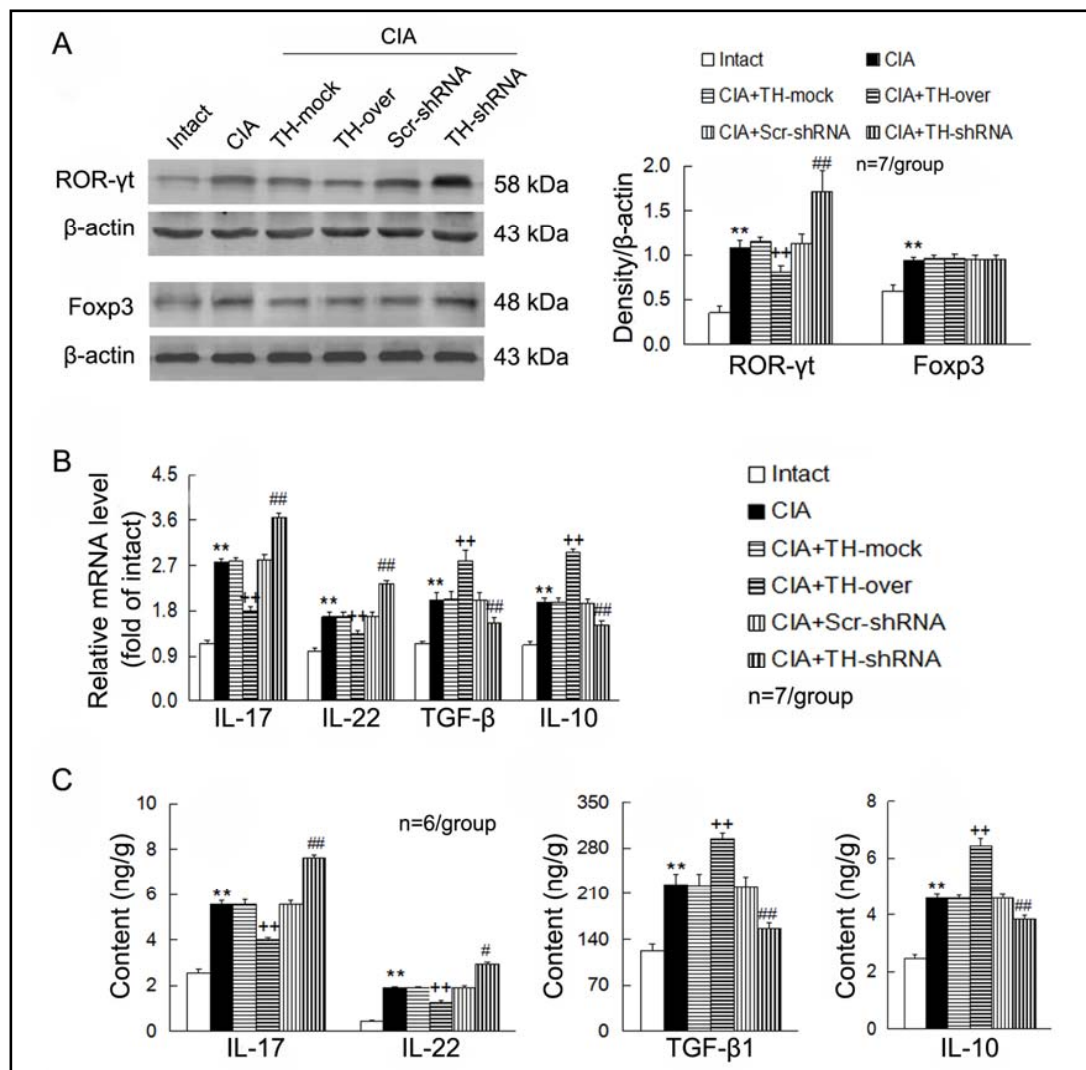 A
CIA
Intact
CIA
TH-mock
TH-over
Scr-shRNA
TH-shRNA
ROR-γt
58 kDa
β-actin
43 kDa
Foxp3
48 kDa
β-actin
43 kDa
Intact
CIA
CIA+TH-mock
CIA+TH-over
CIA+Scr-shRNA
CIA+TH-shRNA
n=7/group
Density/β-actin
2.0
1.5
1.0
0.5
0.0
**
++
##
**
ROR-γt
Foxp3
B
Relative mRNA level
(fold of intact)
4.5
3.6
2.7
1.8
0.9
0.0
**
++
##
**
++
##
**
++
##
**
++
##
IL-17
IL-22
TGF-β
IL-10
Intact
CIA
CIA+TH-mock
CIA+TH-over
CIA+Scr-shRNA
CIA+TH-shRNA
n=7/group
C
Content (ng/g)
10
8
6
4
2
0
n=6/group
**
++
##
**
++
#
IL-17
IL-22
Content (ng/g)
350
280
210
140
70
0
**
++
##
TGF-β1
Content (ng/g)
8
6
4
2
0
**
++
##
IL-10